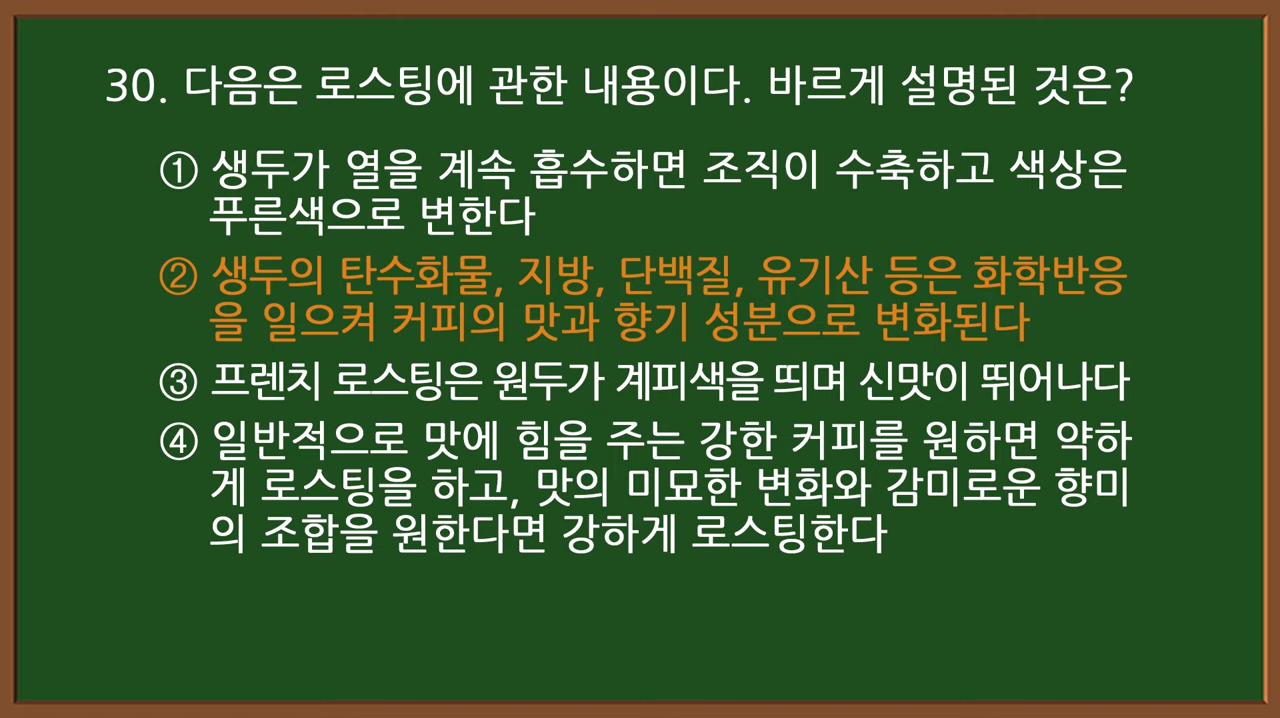 30. 다음은 로스팅에 관한 내용이다. 바르게 설명된 것은?
① 생두가 열을 계속 흡수하면 조직이 수축하고 색상은
푸른색으로 변한다
② 생두의 탄수화물, 지방, 단백질, 유기산 등은 화학반응
을 일으켜 커피의 맛과 향기 성분으로 변화된다
③ 프렌치 로스팅은 원두가 계피색을 띄며 신맛이 뛰어나다
④ 일반적으로 맛에 힘을 주는 강한 커피를 원하면 약하
게 로스팅을 하고, 맛의 미묘한 변화와 감미로운 향미
의 조합을 원한다면 강하게 로스팅한다